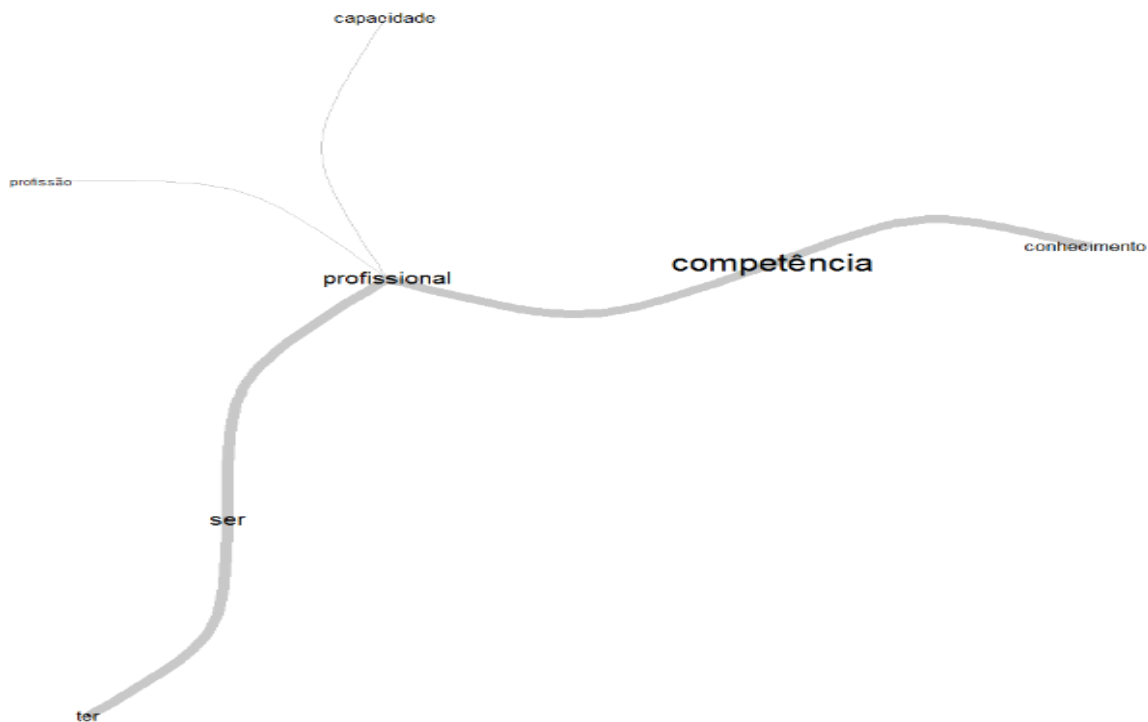 capacidade
profissão
profissional
competência
conhecimento
ser
ter